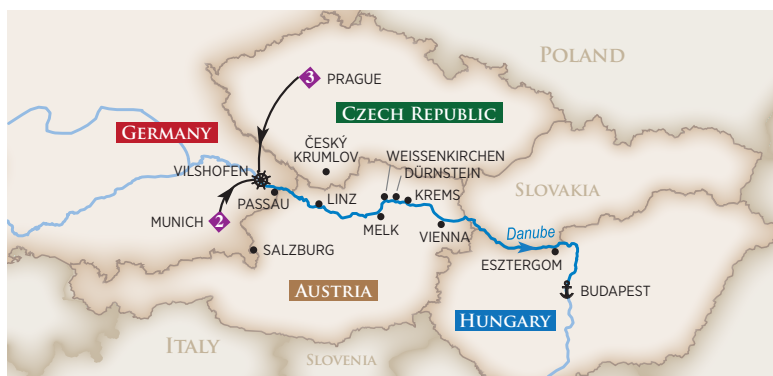 POLAND
3
PRAGUE
CZECH REPUBLIC
GERMANY
ČESKÝ
KRUMLOV
WEISSENKIRCHEN
DÜRNSTEIN
VILSHOFEN
SLOVAKIA
PASSAU
LINZ
KREMS
MUNICH
2
MELK
VIENNA
Danube
SALZBURG
ESZTERGOM
AUSTRIA
BUDAPEST
HUNGARY
ITALY
SLOVENIA